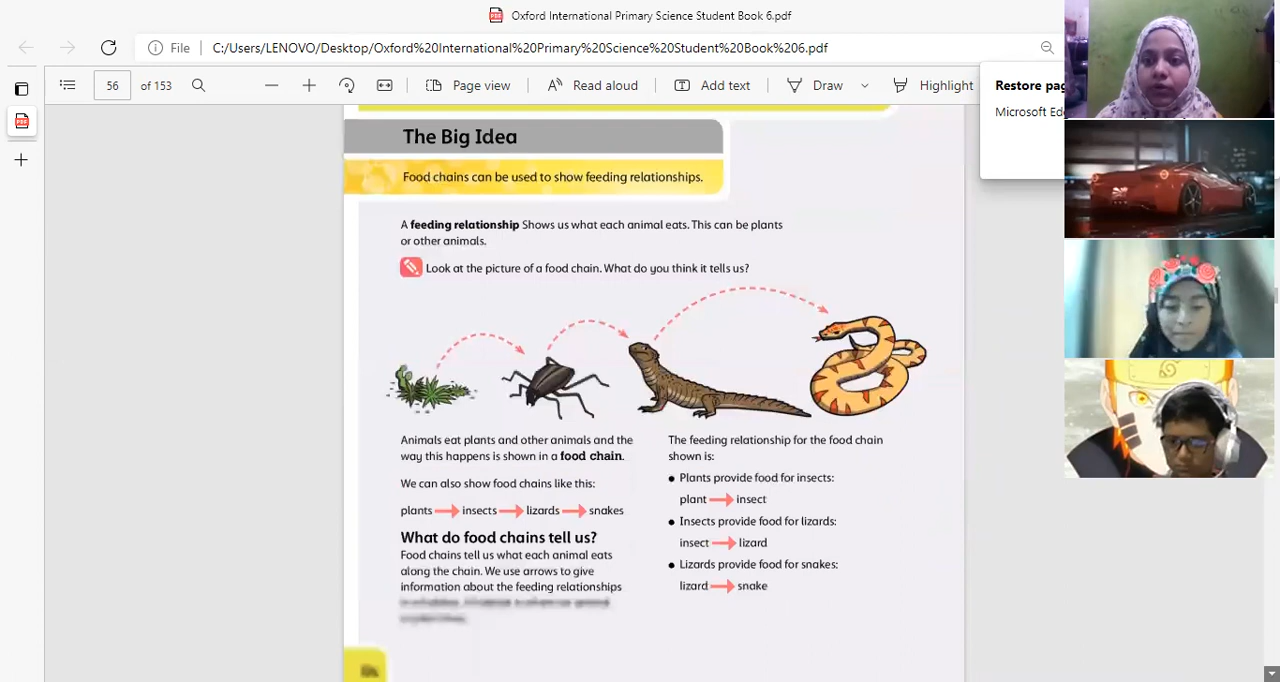 Oxford International Primary Science Student Book 6.pdf
File
C:/Users/LENOVO/Desktop/Oxford%20International%20Primary%20Science%20Student%20Book%206.pdf
56
of 153
Page view
Read aloud
Add text
Draw
Highlight
Restore pag
Microsoft Ed
The Big Idea
Food chains can be used to show feeding relationships.
A feeding relationship Shows us what each animal eats. This can be plants
or other animals.
Look at the picture of a food chain. What do you think it tells us?
Animals eat plants and other animals and the
way this happens is shown in a food chain.
We can also show food chains like this:
plants → insects → lizards → snakes
What do food chains tell us?
Food chains tell us what each animal eats
along the chain. We use arrows to give
information about the feeding relationships
The feeding relationship for the food chain
shown is:
● Plants provide food for insects:
plant → insect
● Insects provide food for lizards:
insect → lizard
● Lizards provide food for snakes:
lizard → snake